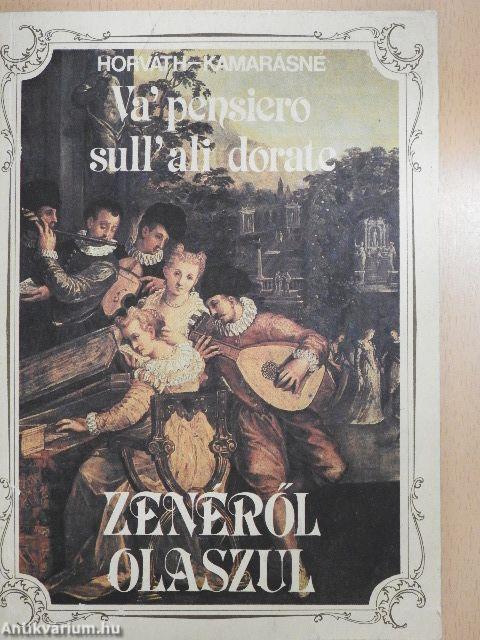 HORVÁTH–KAMARÁSNÉ
Va' pensiero
sull' ali dorate
ZENÉRŐL
OLASZUL
Antikvarium.hu